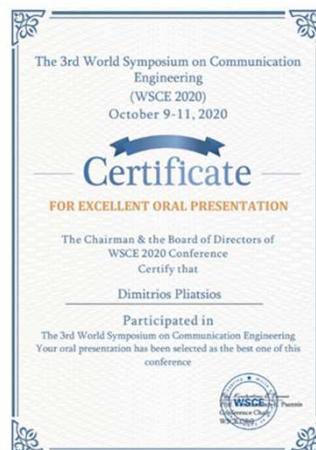 The 3rd World Symposium on Communication
Engineering
(WSCE 2020)
October 9-11, 2020
Certificate
FOR EXCELLENT ORAL PRESENTATION
The Chairman & the Board of Directors of
WSCE 2020 Conference
Certify that
Dimitrios Pliatsios
Participated in
The 3rd World Symposium on Communication Engineering
Your oral presentation has been selected as the best one of this
conference
WSCE
Conference Chair